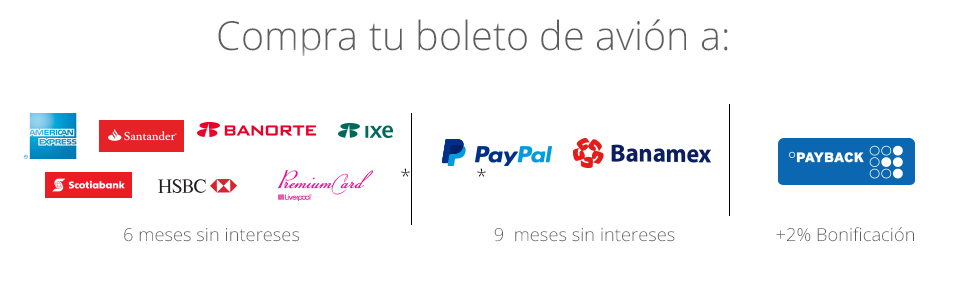 Compra tu boleto de avión a:
AMERICAN EXPRESS
®
Santander
BANORTE
IXE
Scotiabank
HSBC
PremiumCard
Liverpool
*
6 meses sin intereses
PayPal
*
Banamex
9 meses sin intereses
PAYBACK
+2% Bonificación